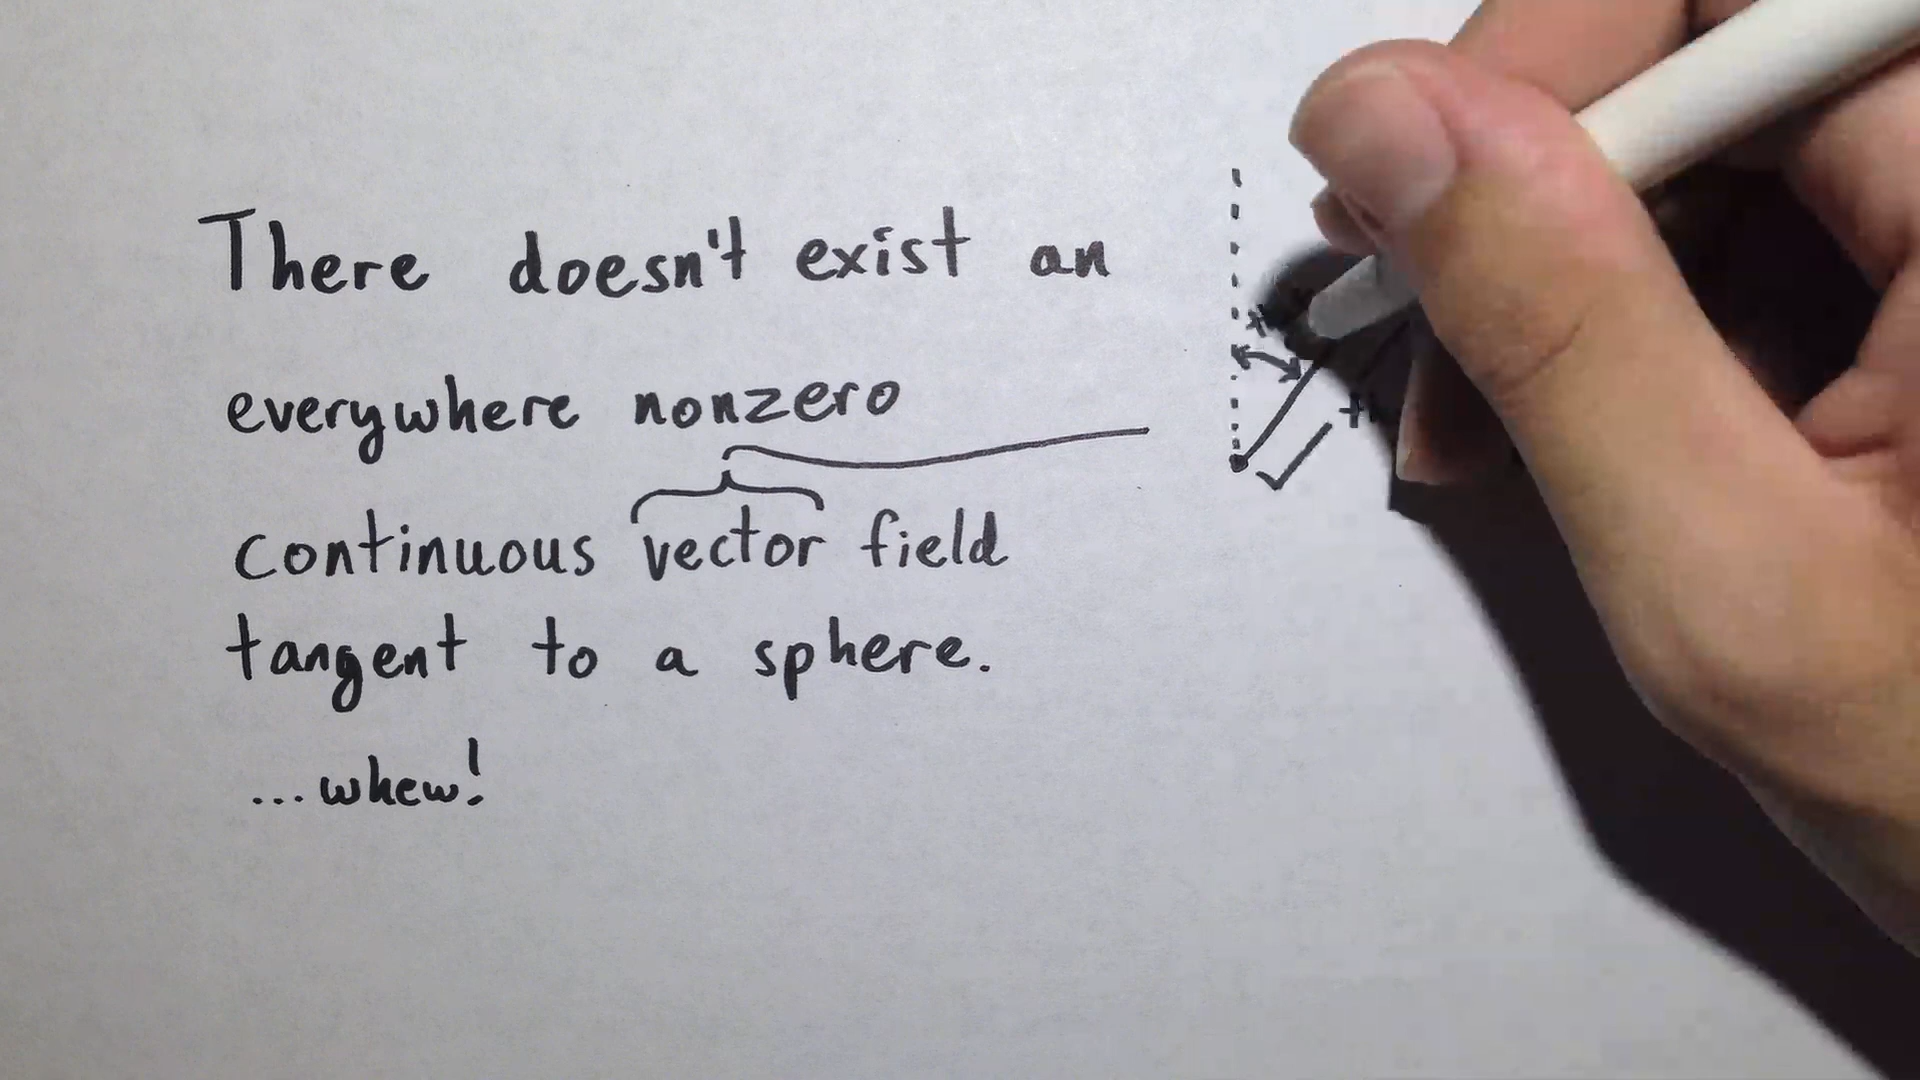 There doesn't exist an
everywhere nonzero
continuous vector field
tangent to a sphere.
...whew!